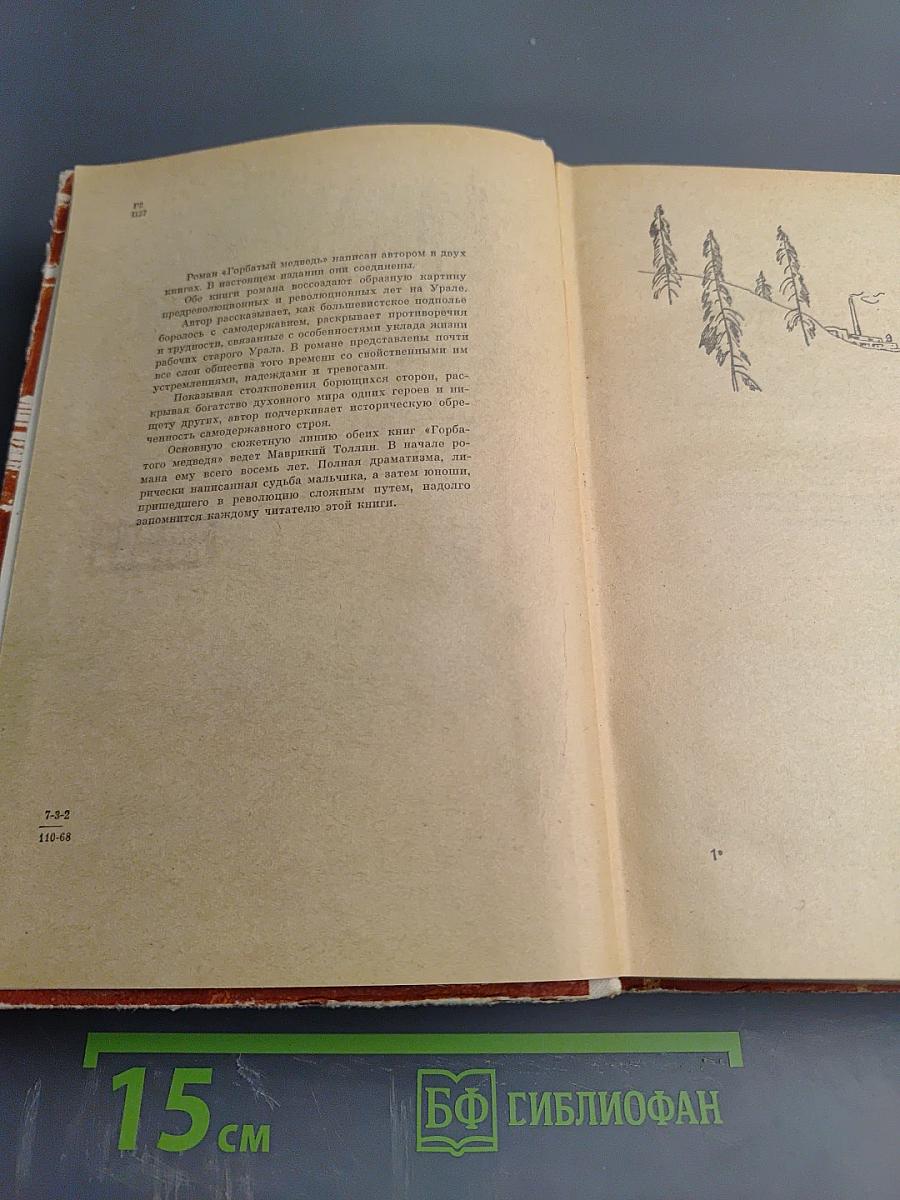 Р2
П27
Роман «Горбатый медведь» написан автором в двух
книгах. В настоящем издании они соединены.
Обе книги романа воссоздают образную картину
предреволюционных и революционных лет на Урале.
Автор рассказывает, как большевистское подполье
боролось с самодержавием, раскрывает противоречия
и трудности, связанные с особенностями уклада жизни
рабочих старого Урала. В романе представлены почти
все слои общества того времени со свойственными им
устремлениями, надеждами и тревогами.
Показывая столкновения борющихся сторон, рас-
крывая богатство духовного мира одних героев и ни-
щету других, автор подчеркивает историческую обре-
ченность самодержавного строя.
Основную сюжетную линию обеих книг «Горба-
того медведя» ведет Маврикий Толлин. В начале ро-
мана ему всего восемь лет. Полная драматизма, ли-
рически написанная судьба мальчика, а затем юноши,
пришедшего в революцию сложным путем, надолго
запомнится каждому читателю этой книги.
7-3-2
110-68
1*
15 см
БФ БИБЛИОФАН